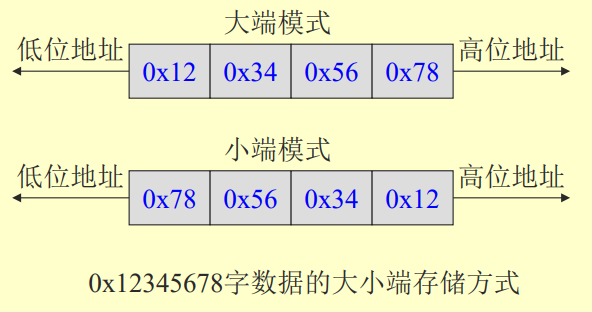 大端模式
低位地址 0x12 0x34 0x56 0x78 高位地址
小端模式
低位地址 0x78 0x56 0x34 0x12 高位地址
0x12345678字数据的大小端存储方式